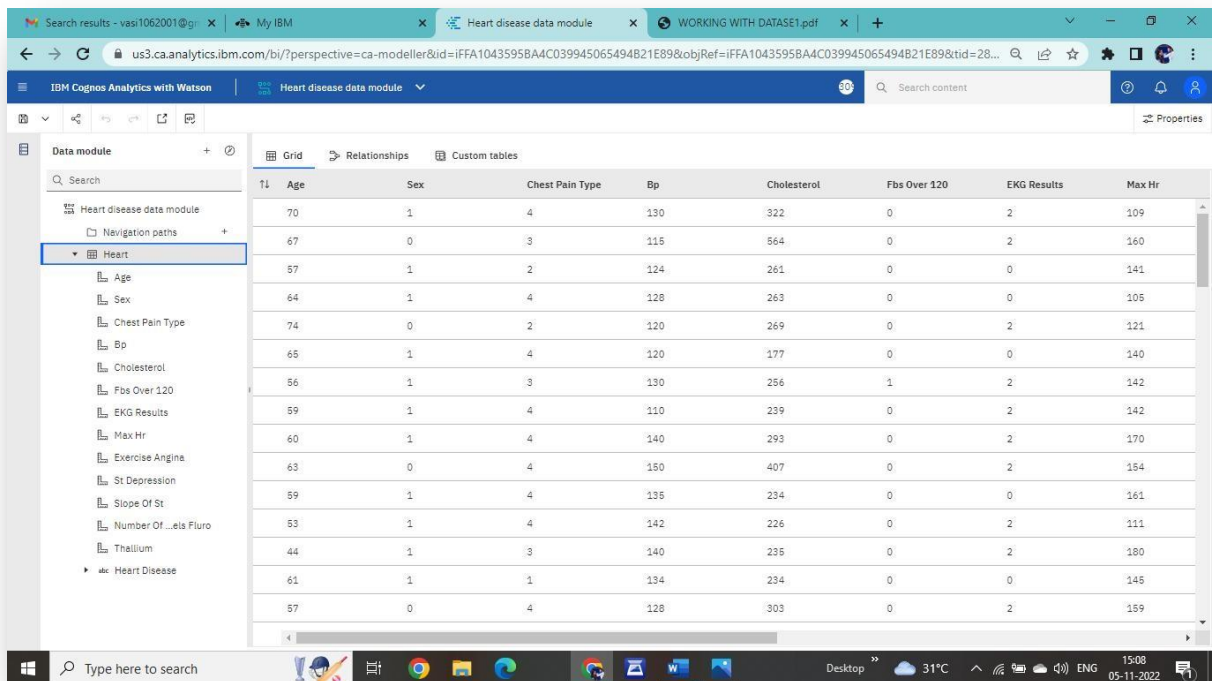 Search results - vasi1062001@gm
My IBM
Heart disease data module
WORKING WITH DATASE1.pdf
us3.ca.analytics.ibm.com/bi/?perspective=ca-modeller&id=iFFA1043595BA4C039945065494B21E89&objRef=iFFA1043595BA4C039945065494B21E89&tid=28...
IBM Cognos Analytics with Watson Heart disease data module Search content
Properties
Data module
Search
Heart disease data module
Navigation paths
Heart
Age
Sex
Chest Pain Type
Bp
Cholesterol
Fbs Over 120
EKG Results
Max Hr
Exercise Angina
St Depression
Slope Of St
Number Of ...els Fluro
Thallium
abc Heart Disease
Grid Relationships Custom tables
Age Sex Chest Pain Type Bp Cholesterol Fbs Over 120 EKG Results Max Hr
70 1 4 130 322 0 2 109
67 0 3 115 564 0 2 160
57 1 2 124 261 0 0 141
64 1 4 128 263 0 0 105
74 0 2 120 269 0 2 121
65 1 4 120 177 0 0 140
56 1 3 130 256 1 2 142
59 1 4 110 239 0 2 142
60 1 4 140 293 0 2 170
63 0 4 150 407 0 2 154
59 1 4 135 234 0 0 161
53 1 4 142 226 0 2 111
44 1 3 140 235 0 2 180
61 1 1 134 234 0 0 145
57 0 4 128 303 0 2 159
Type here to search
Desktop
31°C
ENG
15:08
05-11-2022